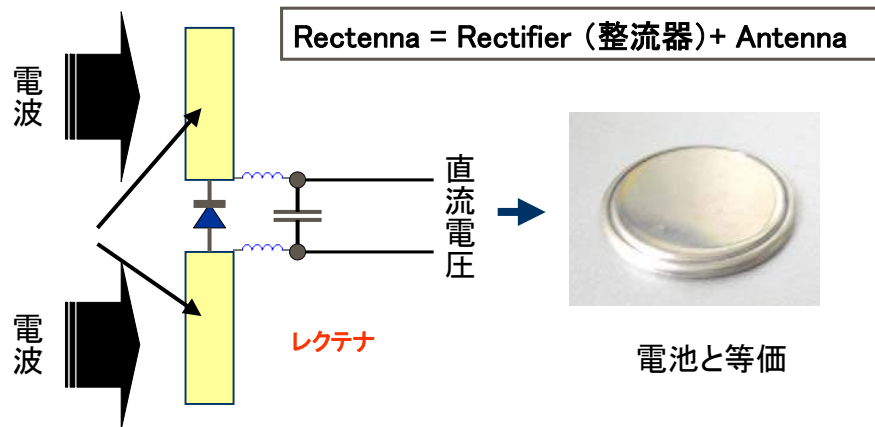 Rectenna = Rectifier （整流器）+ Antenna
電波
電波
直流電圧
レクテナ
電池と等価